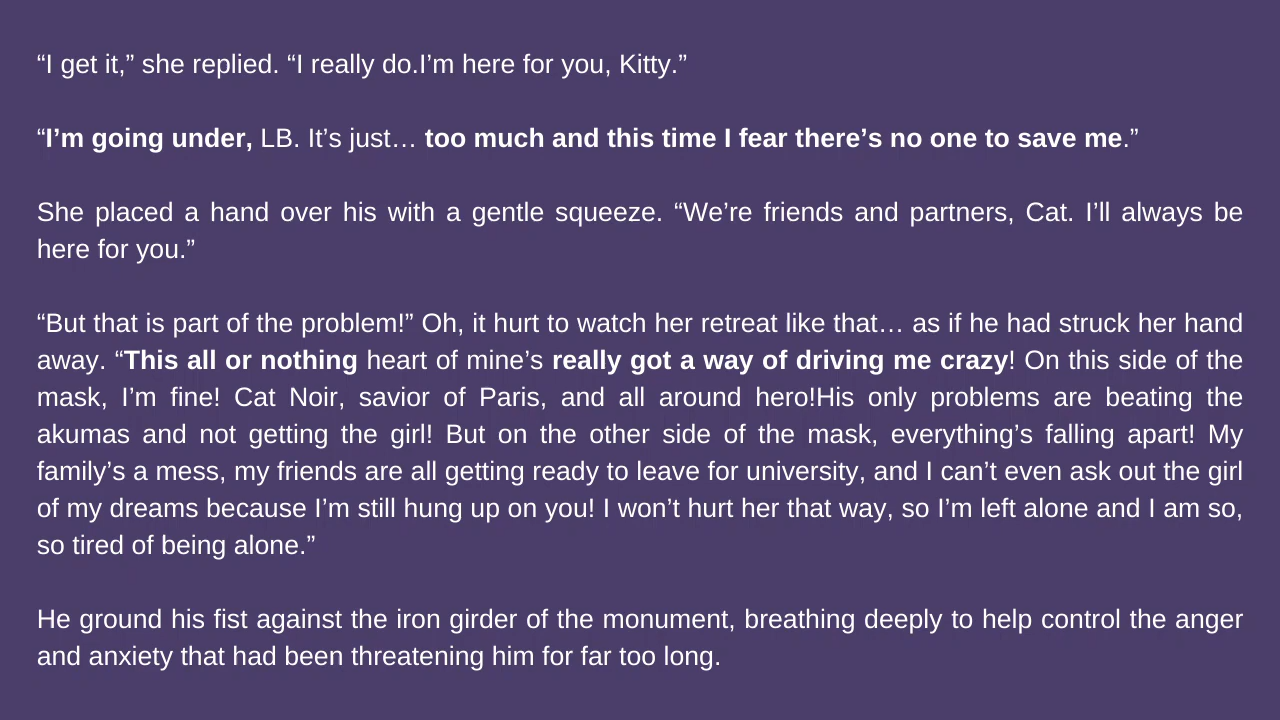 “I get it,” she replied. “I really do.I’m here for you, Kitty.”
“I’m going under, LB. It’s just… too much and this time I fear there’s no one to save me.”
She placed a hand over his with a gentle squeeze. “We’re friends and partners, Cat. I’ll always be
here for you.”
“But that is part of the problem!” Oh, it hurt to watch her retreat like that… as if he had struck her hand
away. “This all or nothing heart of mine’s really got a way of driving me crazy! On this side of the
mask, I’m fine! Cat Noir, savior of Paris, and all around hero!His only problems are beating the
akumas and not getting the girl! But on the other side of the mask, everything’s falling apart! My
family’s a mess, my friends are all getting ready to leave for university, and I can’t even ask out the girl
of my dreams because I’m still hung up on you! I won’t hurt her that way, so I’m left alone and I am so,
so tired of being alone.”
He ground his fist against the iron girder of the monument, breathing deeply to help control the anger
and anxiety that had been threatening him for far too long.